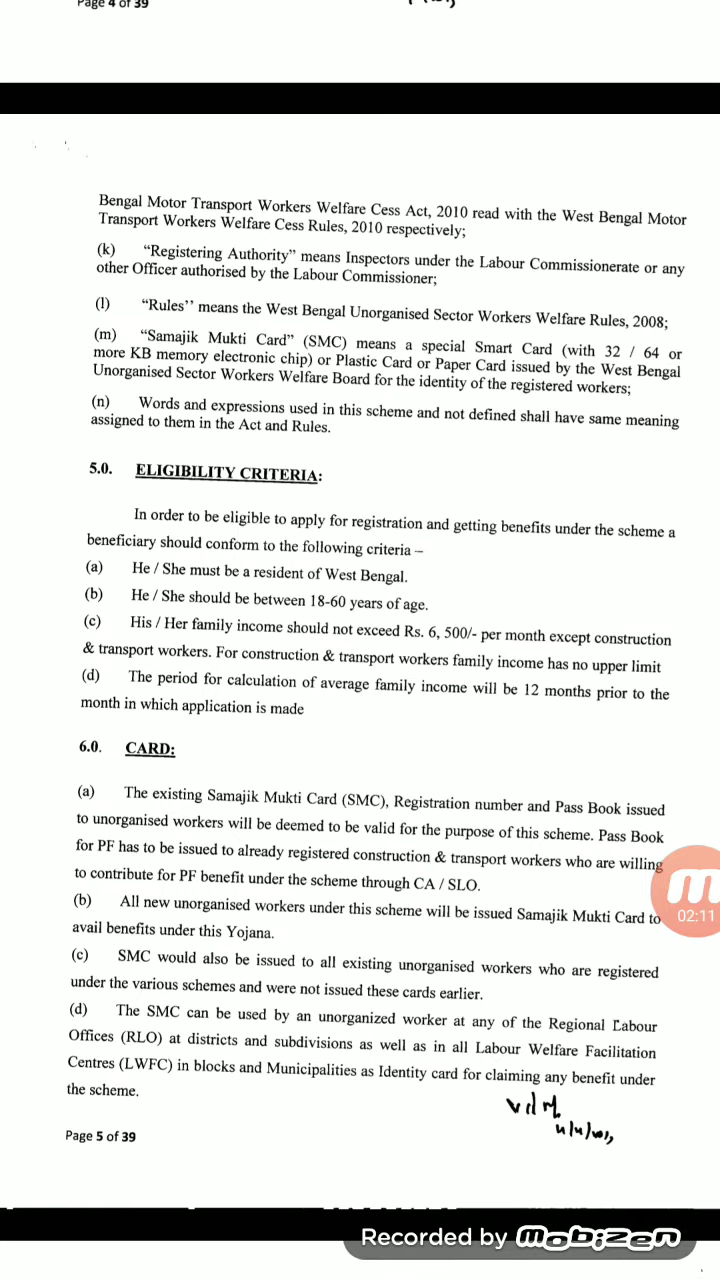 Page 4 of 39
Bengal Motor Transport Workers Welfare Cess Act, 2010 read with the West Bengal Motor
Transport Workers Welfare Cess Rules, 2010 respectively;
(k) “Registering Authority” means Inspectors under the Labour Commissionerate or any
other Officer authorised by the Labour Commissioner;
(l) “Rules’’ means the West Bengal Unorganised Sector Workers Welfare Rules, 2008;
(m) “Samajik Mukti Card” (SMC) means a special Smart Card (with 32 / 64 or
more KB memory electronic chip) or Plastic Card or Paper Card issued by the West Bengal
Unorganised Sector Workers Welfare Board for the identity of the registered workers;
(n) Words and expressions used in this scheme and not defined shall have same meaning
assigned to them in the Act and Rules.
5.0. ELIGIBILITY CRITERIA:
In order to be eligible to apply for registration and getting benefits under the scheme a
beneficiary should conform to the following criteria –
(a) He / She must be a resident of West Bengal.
(b) He / She should be between 18-60 years of age.
(c) His / Her family income should not exceed Rs. 6, 500/- per month except construction
& transport workers. For construction & transport workers family income has no upper limit
(d) The period for calculation of average family income will be 12 months prior to the
month in which application is made
6.0. CARD:
(a) The existing Samajik Mukti Card (SMC), Registration number and Pass Book issued
to unorganised workers will be deemed to be valid for the purpose of this scheme. Pass Book
for PF has to be issued to already registered construction & transport workers who are willing
to contribute for PF benefit under the scheme through CA / SLO.
(b) All new unorganised workers under this scheme will be issued Samajik Mukti Card to
avail benefits under this Yojana.
02:11
(c) SMC would also be issued to all existing unorganised workers who are registered
under the various schemes and were not issued these cards earlier.
(d) The SMC can be used by an unorganized worker at any of the Regional Labour
Offices (RLO) at districts and subdivisions as well as in all Labour Welfare Facilitation
Centres (LWFC) in blocks and Municipalities as Identity card for claiming any benefit under
the scheme.
Page 5 of 39
Recorded by Mobizen